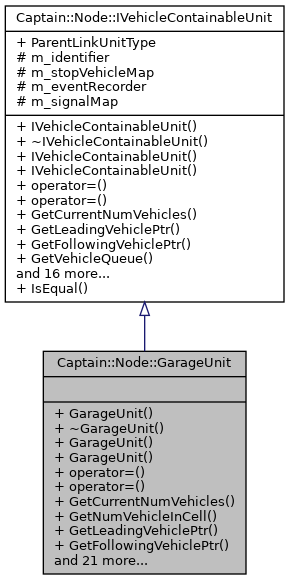 Captain::Node::IVehicleContainableUnit
+ ParentLinkUnitType
# m_identifier
# m_stopVehicleMap
# m_eventRecorder
# m_signalMap
+ IVehicleContainableUnit()
+ ~IVehicleContainableUnit()
+ IVehicleContainableUnit()
+ IVehicleContainableUnit()
+ operator=()
+ operator=()
+ GetCurrentNumVehicles()
+ GetLeadingVehiclePtr()
+ GetFollowingVehiclePtr()
+ GetVehicleQueue()
and 16 more...
+ IsEqual()
Captain::Node::GarageUnit
+ GarageUnit()
+ ~GarageUnit()
+ GarageUnit()
+ GarageUnit()
+ operator=()
+ operator=()
+ GetCurrentNumVehicles()
+ GetNumVehicleInCell()
+ GetLeadingVehiclePtr()
+ GetFollowingVehiclePtr()
and 21 more...